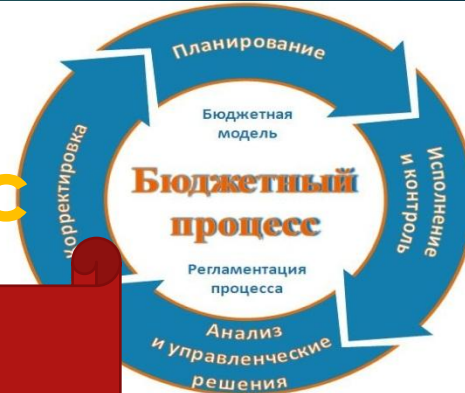 Планирование
Бюджетная
модель
Бюджетный
процесс
Регламентация
процесса
Исполнение
и контроль
Анализ
и управленческие
решения
Корректировка
с